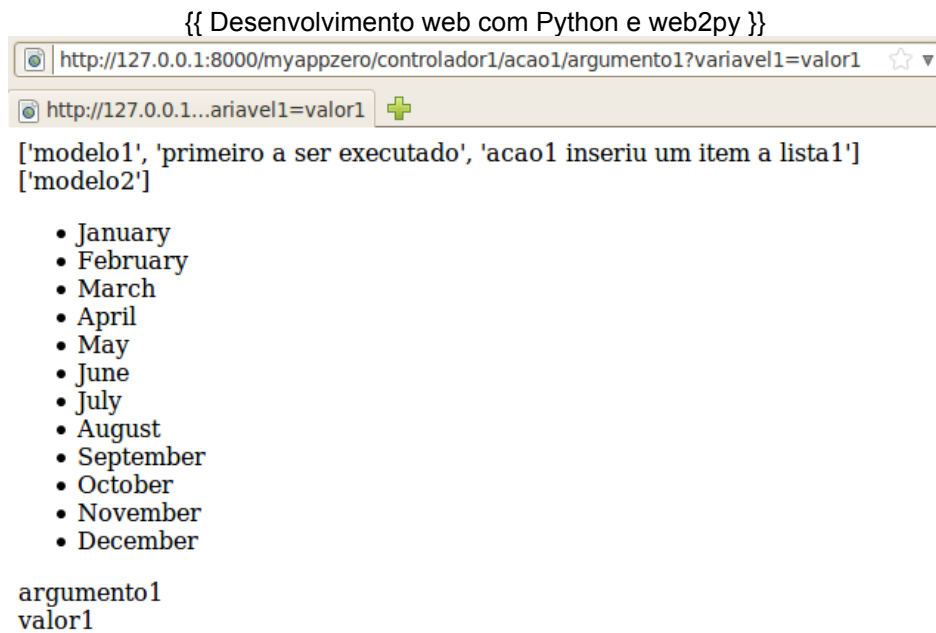 {{ Desenvolvimento web com Python e web2py }}
http://127.0.0.1:8000/myappzero/controlador1/acao1/argumento1?variavel1=valor1
http://127.0.0.1...ariavel1=valor1
['modelo1', 'primeiro a ser executado', 'acao1 inseriu um item a lista1']
['modelo2']
• January
• February
• March
• April
• May
• June
• July
• August
• September
• October
• November
• December
argumento1
valor1